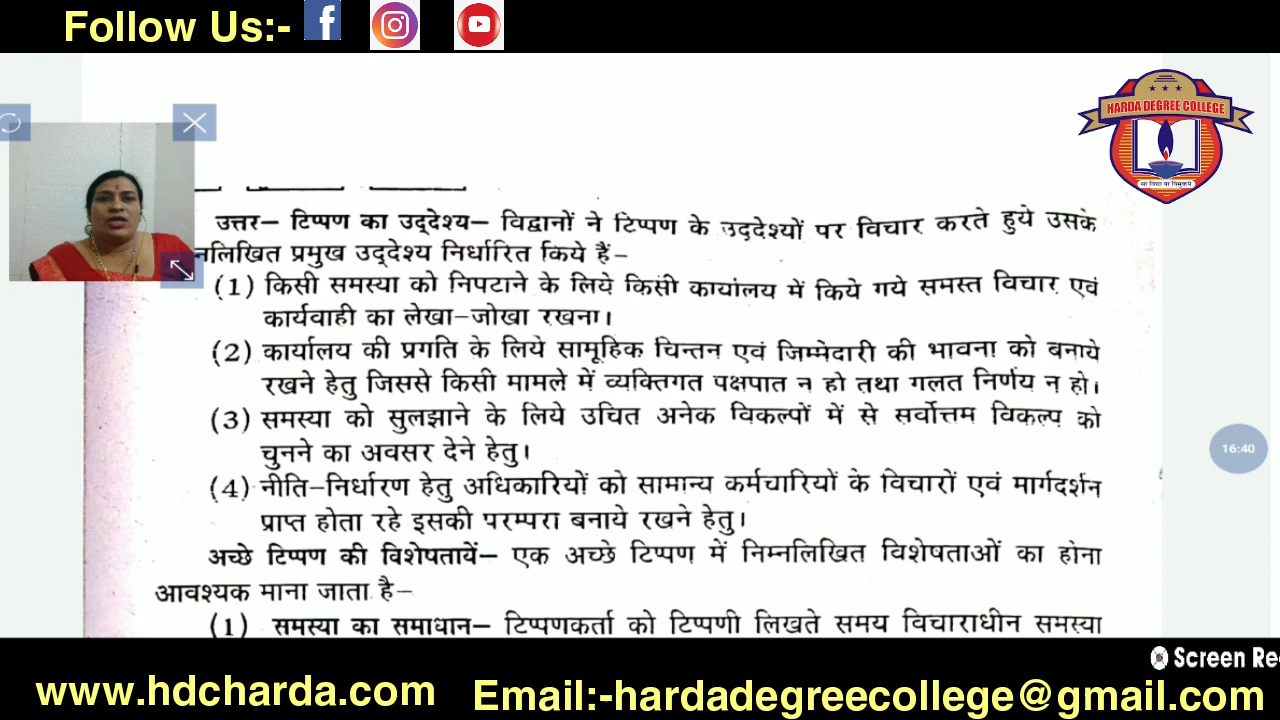 Follow Us:-
HARDA DEGREE COLLEGE
सा विद्या या विमुक्तये
उत्तर– टिप्पण का उद्देश्य– विद्वानों ने टिप्पण के उददेश्यों पर विचार करते हुये उसके
नलिखित प्रमुख उद्देश्य निर्धारित किये हैं–
(1) किसी समस्या को निपटाने के लिये किसी कार्यालय में किये गये समस्त विचार एवं
कार्यवाही का लेखा–जोखा रखना।
(2) कार्यालय की प्रगति के लिये सामूहिक चिन्तन एवं जिम्मेदारी की भावना को बनाये
रखने हेतु जिससे किसी मामले में व्यक्तिगत पक्षपात न हो तथा गलत निर्णय न हो।
(3) समस्या को सुलझाने के लिये उचित अनेक विकल्पों में से सर्वोत्तम विकल्प को
चुनने का अवसर देने हेतु।
(4) नीति–निर्धारण हेतु अधिकारियों को सामान्य कर्मचारियों के विचारों एवं मार्गदर्शन
प्राप्त होता रहे इसकी परम्परा बनाये रखने हेतु।
अच्छे टिप्पण की विशेषतायें– एक अच्छे टिप्पण में निम्नलिखित विशेषताओं का होना
आवश्यक माना जाता है–
(1) समस्या का समाधान– टिप्पणकर्ता को टिप्पणी लिखते समय विचाराधीन समस्या
16:40
Screen Re
www.hdcharda.com
Email:-hardadegreecollege@gmail.com